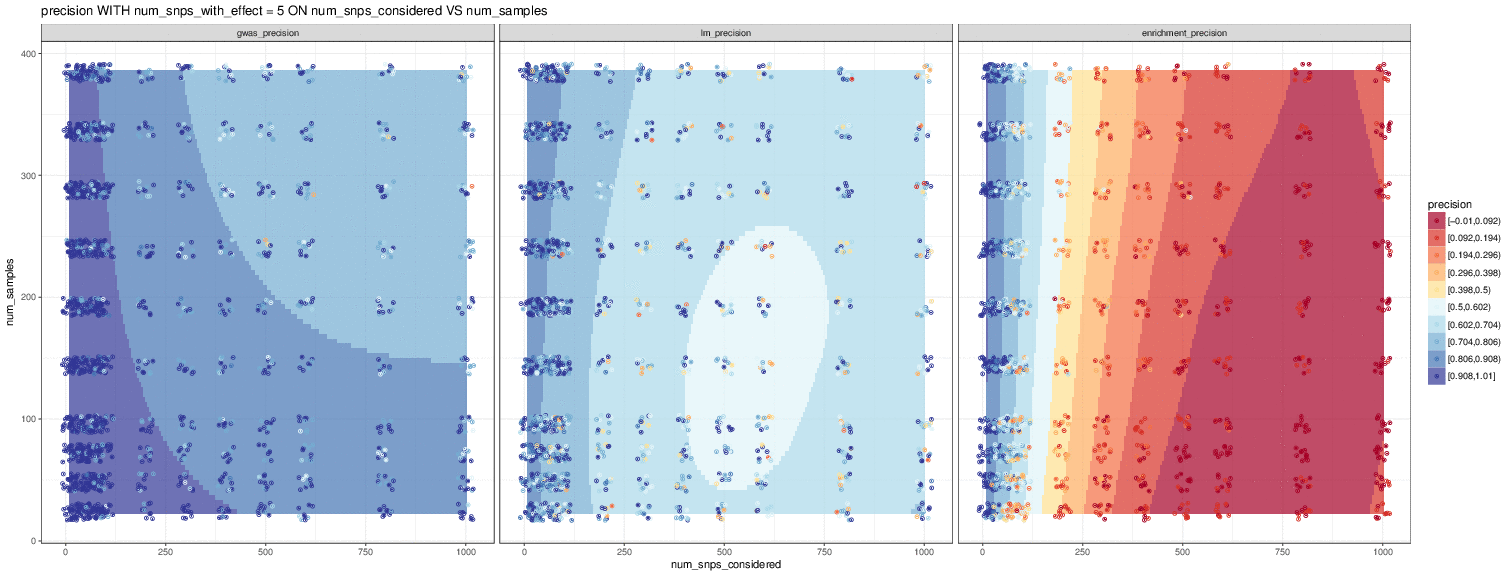 precision WITH num_snps_with_effect = 5 ON num_snps_considered VS num_samples
gwas_precision
lm_precision
enrichment_precision
num_samples
400
300
200
100
0
0 250 500 750 1000
0 250 500 750 1000
0 250 500 750 1000
num_snps_considered
precision
[−0.01,0.092)
[0.092,0.194)
[0.194,0.296)
[0.296,0.398)
[0.398,0.5)
[0.5,0.602)
[0.602,0.704)
[0.704,0.806)
[0.806,0.908)
[0.908,1.01]